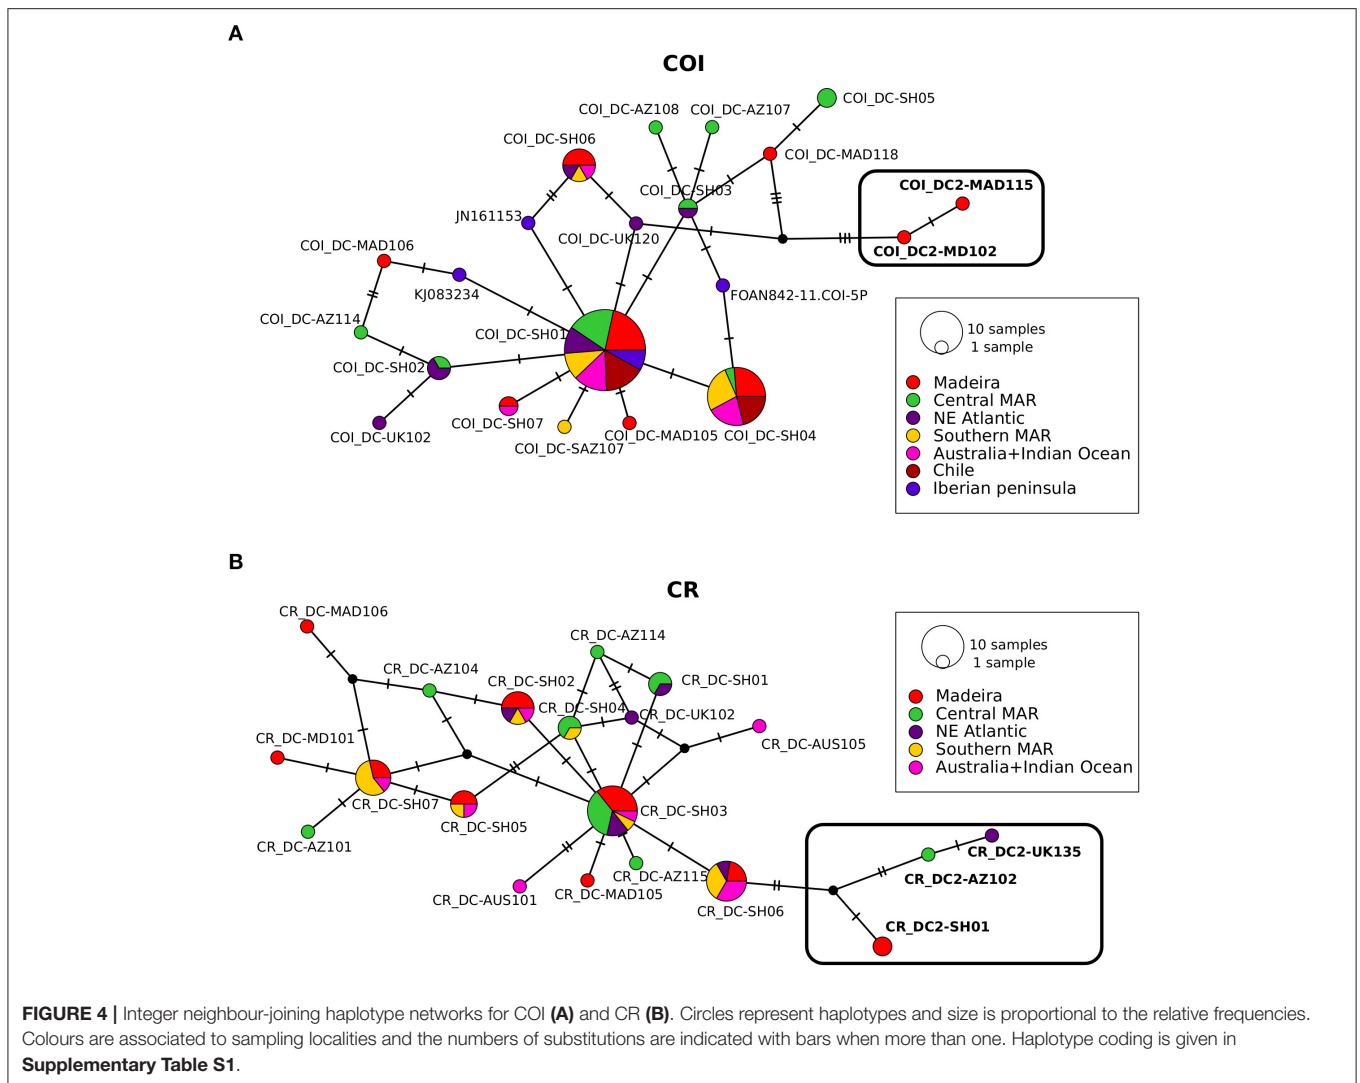 A
COI
COI_DC-SH05
COI_DC-AZ108
COI_DC-AZ107
COI_DC-SH06
COI_DC-MAD118
COI_DC-SH03
COI_DC2-MAD115
JN161153
COI_DC-UK120
COI_DC2-MD102
COI_DC-MAD106
KJ083234
FOAN842-11.COI-5P
COI_DC-AZ114
COI_DC-SH01
COI_DC-SH02
COI_DC-UK102
COI_DC-SH07
COI_DC-SAZ107
COI_DC-MAD105
COI_DC-SH04
10 samples
1 sample
Madeira
Central MAR
NE Atlantic
Southern MAR
Australia+Indian Ocean
Chile
Iberian peninsula
B
CR
CR_DC-MAD106
CR_DC-AZ114
CR_DC-AZ104
CR_DC-SH02
CR_DC-SH01
CR_DC-SH04
CR_DC-UK102
CR_DC-MD101
CR_DC-AUS105
CR_DC-SH07
CR_DC-SH05
CR_DC-SH03
CR_DC-AZ101
CR_DC-AUS101
CR_DC-MAD105
CR_DC-AZ115
CR_DC-SH06
CR_DC2-UK135
CR_DC2-AZ102
CR_DC2-SH01
10 samples
1 sample
Madeira
Central MAR
NE Atlantic
Southern MAR
Australia+Indian Ocean
FIGURE 4 | Integer neighbour-joining haplotype networks for COI (A) and CR (B). Circles represent haplotypes and size is proportional to the relative frequencies.
Colours are associated to sampling localities and the numbers of substitutions are indicated with bars when more than one. Haplotype coding is given in
Supplementary Table S1.